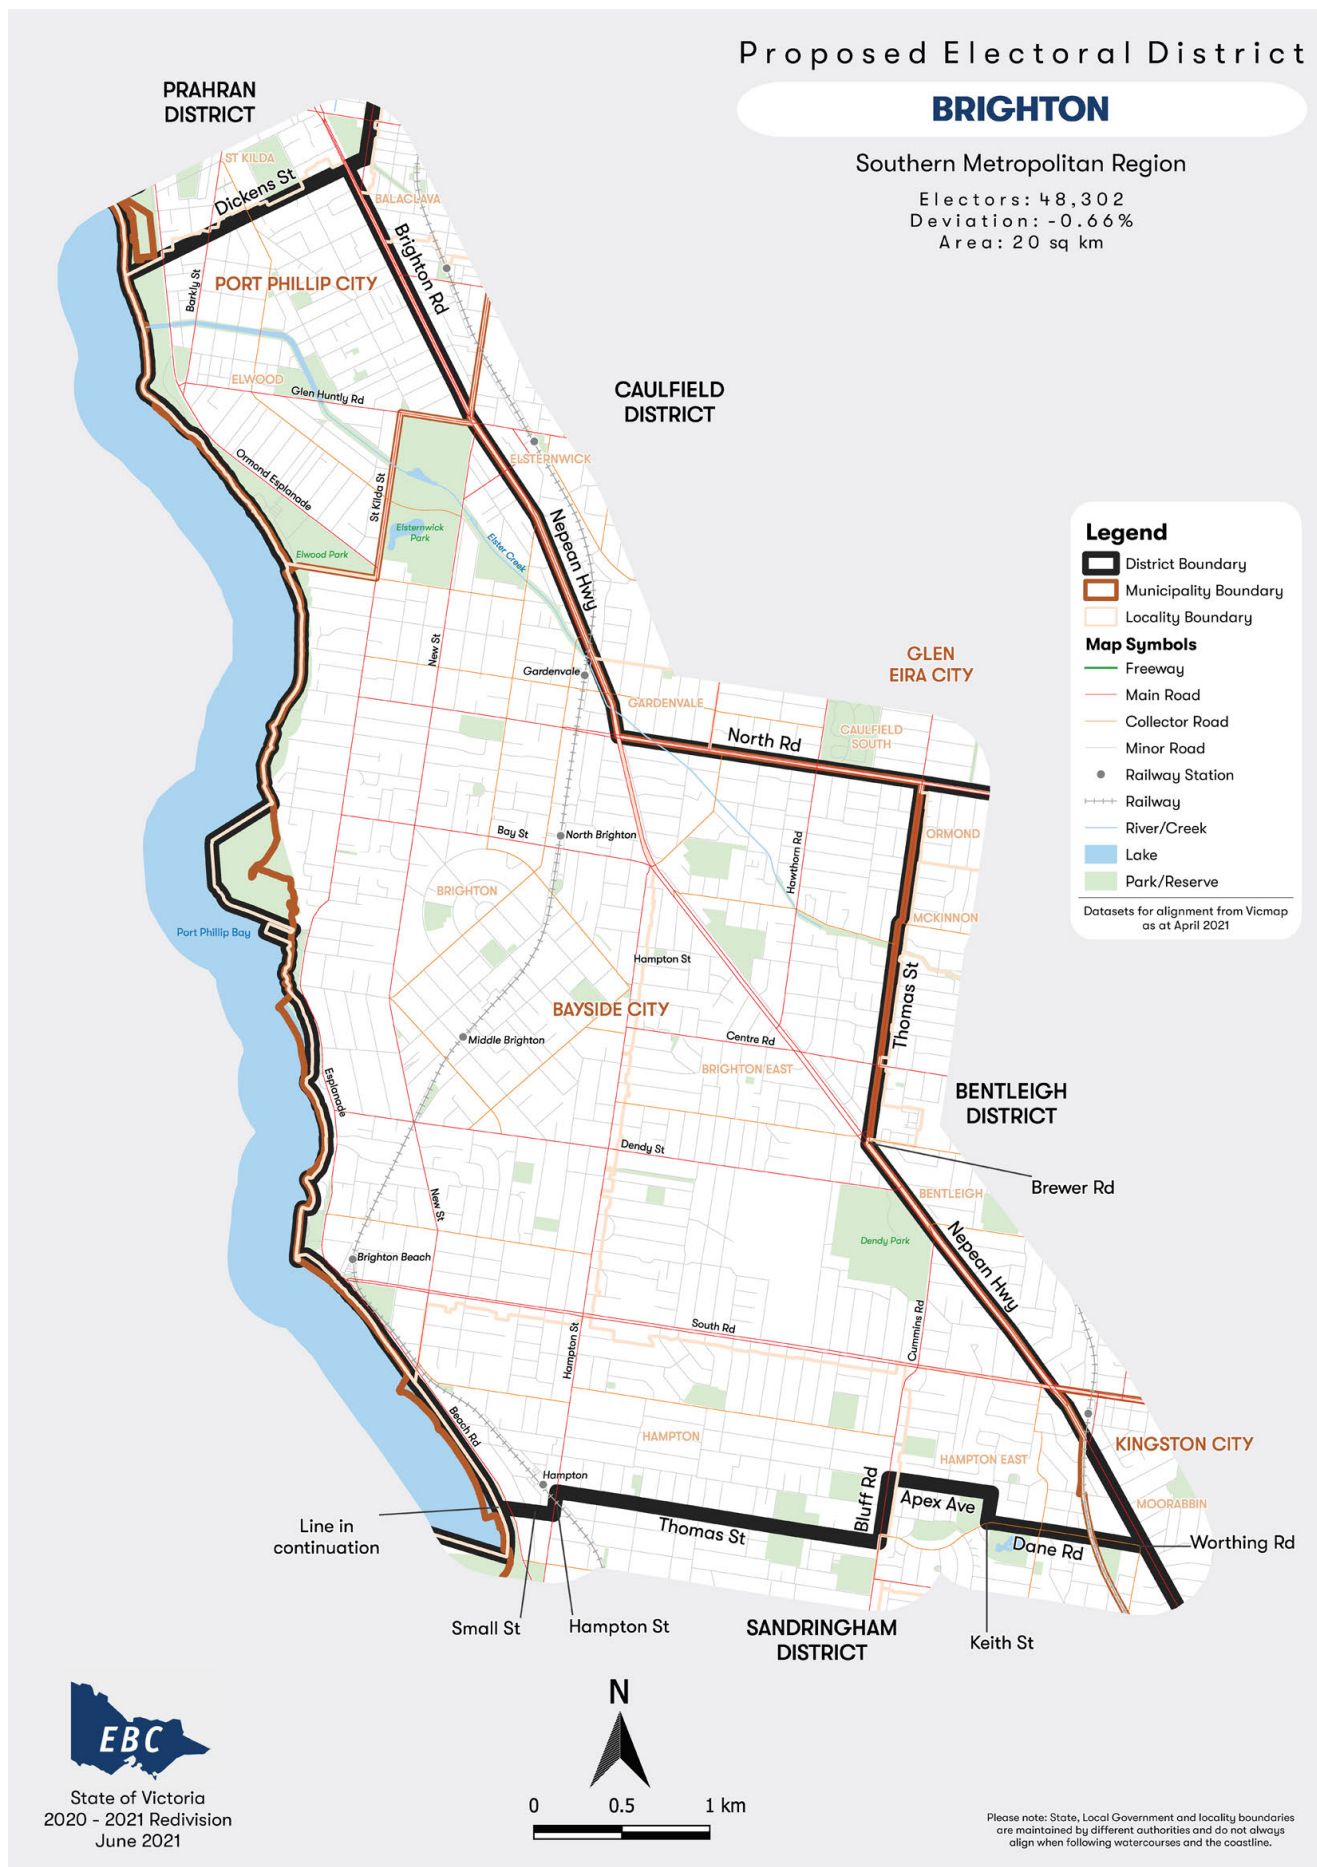 Proposed Electoral District
BRIGHTON
Southern Metropolitan Region
Electors: 48,302
Deviation: -0.66%
Area: 20 sq km
PRAHRAN
DISTRICT
ST KILDA
Dickens St
BALACLAVA
Brighton Rd
Barkly St
PORT PHILLIP CITY
ELWOOD
Glen Huntly Rd
CAULFIELD
DISTRICT
Ormond Esplanade
St Kilda St
ELSTERNWICK
Elsternwick
Park
Elster Creek
Nepean Hwy
Elwood Park
New St
Gardenvale
GARDENVALE
GLEN
EIRA CITY
North Rd
CAULFIELD
SOUTH
Bay St
North Brighton
Howthorn Rd
ORMOND
BRIGHTON
MCKINNON
Port Phillip Bay
Hampton St
Thomas St
BAYSIDE CITY
Middle Brighton
Centre Rd
BRIGHTON EAST
Esplanade
BENTLEIGH
DISTRICT
Dendy St
Brewer Rd
New St
BENTLEIGH
Dendy Park
Nepean Hwy
Brighton Beach
South Rd
Cummins Rd
Hampton St
Beach Rd
HAMPTON
KINGSTON CITY
HAMPTON EAST
Hampton
Bluff Rd
Apex Ave
MOORABBIN
Line in
continuation
Thomas St
Dane Rd
Worthing Rd
Small St
Hampton St
SANDRINGHAM
DISTRICT
Keith St
Legend
District Boundary
Municipality Boundary
Locality Boundary
Map Symbols
Freeway
Main Road
Collector Road
Minor Road
Railway Station
Railway
River/Creek
Lake
Park/Reserve
Datasets for alignment from Vicmap
as at April 2021
EBC
State of Victoria
2020 - 2021 Redivision
June 2021
N
0 0.5 1 km
Please note: State, Local Government and locality boundaries
are maintained by different authorities and do not always
align when following watercourses and the coastline.